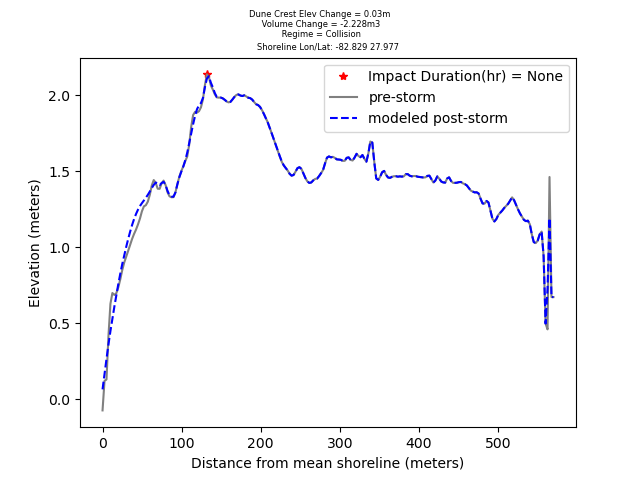 Dune Crest Elev Change = 0.03m
Volume Change = -2.228m3
Regime = Collision
Shoreline Lon/Lat: -82.829 27.977
Impact Duration(hr) = None
pre-storm
modeled post-storm
2.0
1.5
1.0
0.5
0.0
Elevation (meters)
0 100 200 300 400 500
Distance from mean shoreline (meters)